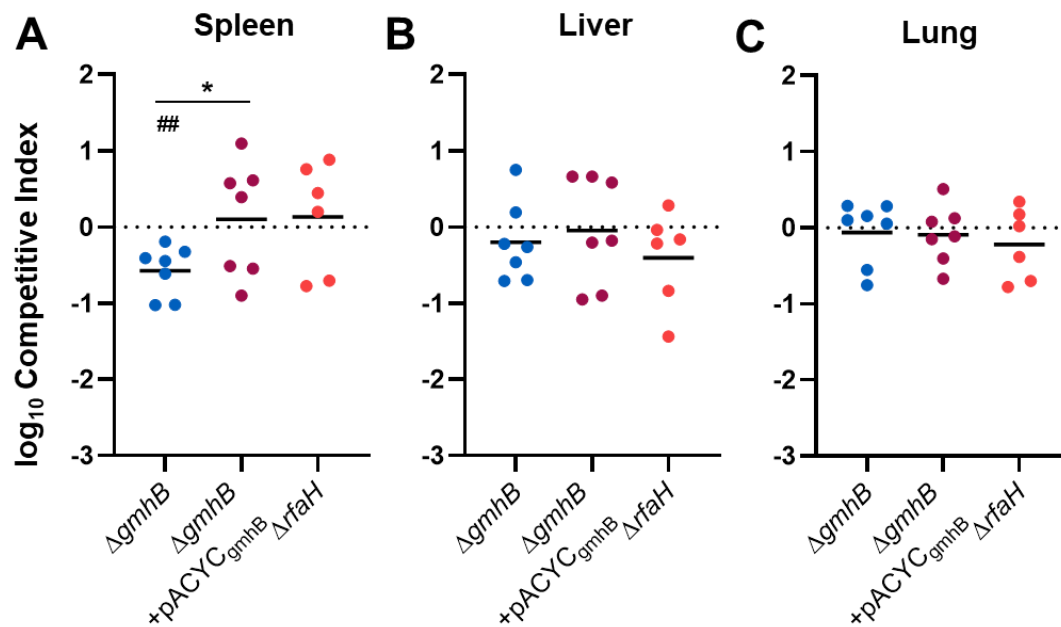 A
Spleen
B
Liver
C
Lung
log₁₀ Competitive Index
2
1
0
-1
-2
-3
*
##
ΔgmhB
ΔgmhB
+pACYCgmhB
ΔrfaH
2
1
0
-1
-2
-3
ΔgmhB
ΔgmhB
+pACYCgmhB
ΔrfaH
2
1
0
-1
-2
-3
ΔgmhB
ΔgmhB
+pACYCgmhB
ΔrfaH